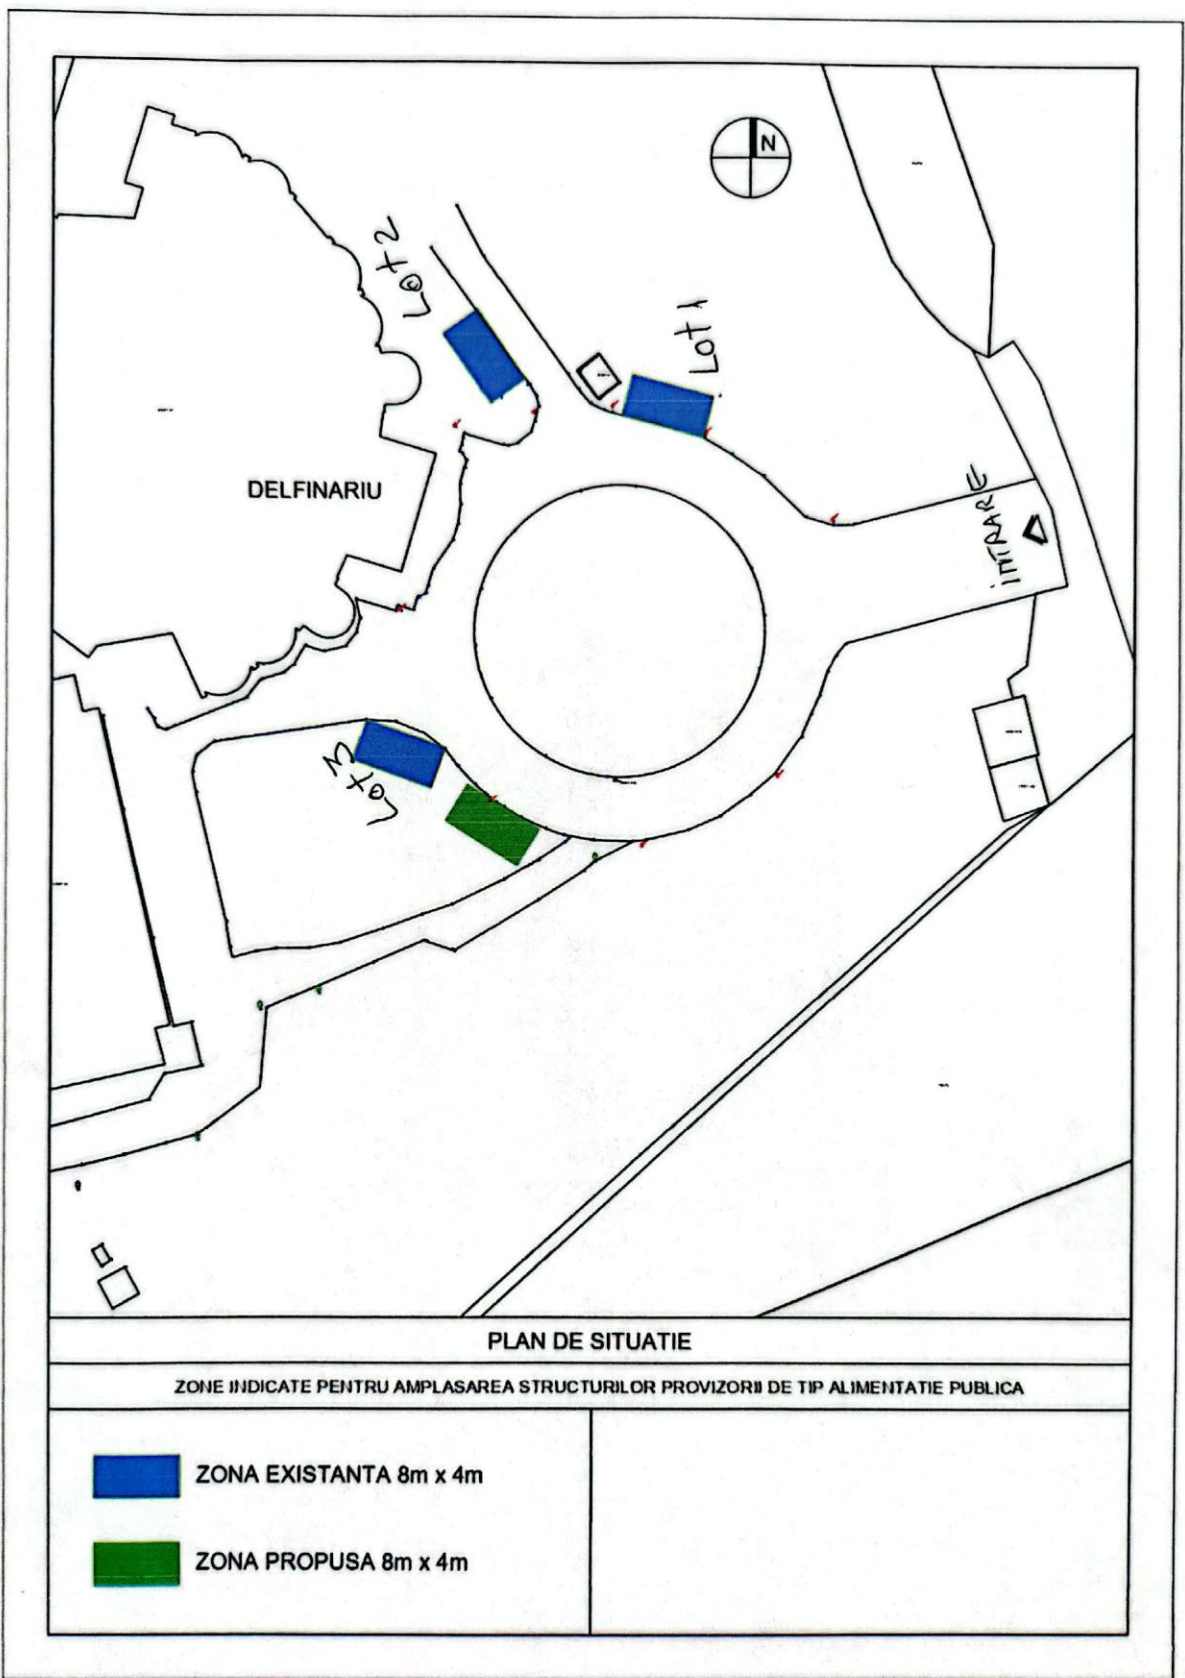 N
Lot 2
Lot 1
DELFINARIU
INTRARE
Lot 3
PLAN DE SITUATIE
ZONE INDICATE PENTRU AMPLASAREA STRUCTURILOR PROVIZORII DE TIP ALIMENTATIE PUBLICA
ZONA EXISTANTA 8m x 4m
ZONA PROPUSA 8m x 4m